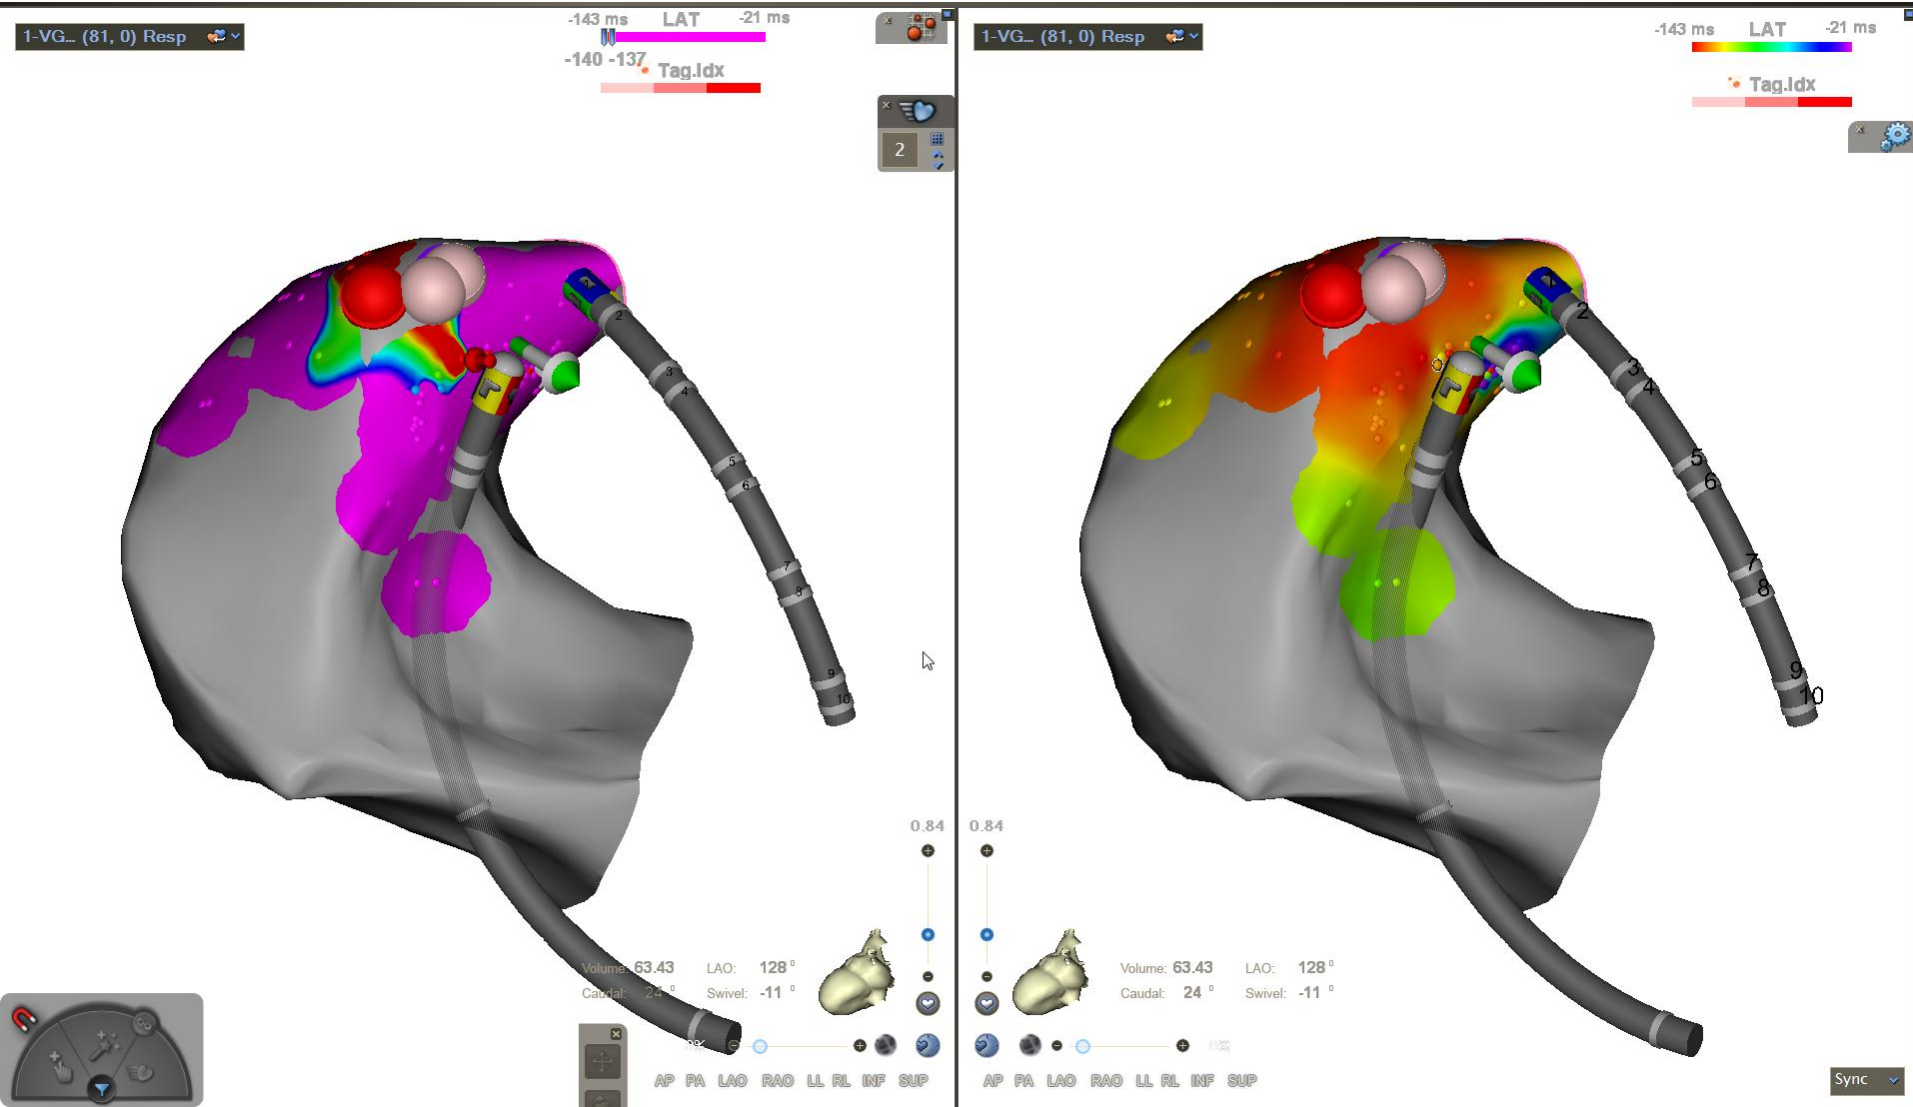 1-VG... (81, 0) Resp
-143 ms LAT -21 ms
-140 -137
Tag.Idx
2
2
3
4
5
6
7
8
9
10
0.84
Volume: 63.43 LAO: 128°
Caudal: 24° Swivel: -11°
AP PA LAO RAO LL RL INF SUP
1-VG... (81, 0) Resp
-143 ms LAT -21 ms
Tag.Idx
2
3
4
5
6
7
8
9
10
0.84
Volume: 63.43 LAO: 128°
Caudal: 24° Swivel: -11°
AP PA LAO RAO LL RL INF SUP
Sync